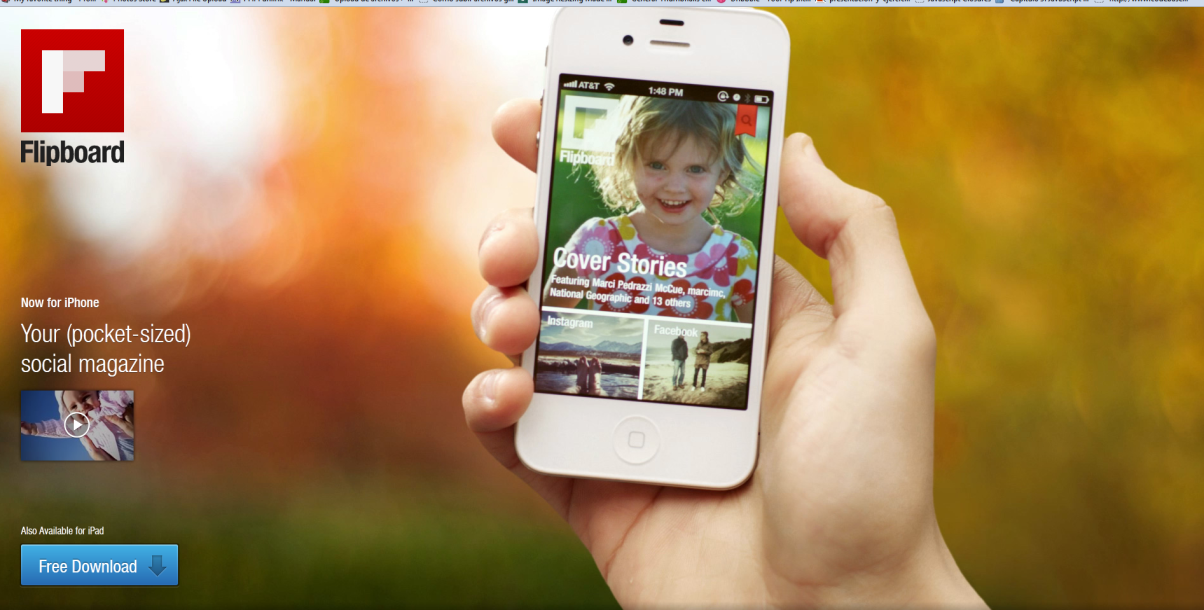 Flipboard
Now for iPhone
Your (pocket-sized)
social magazine
Also Available for iPad
Free Download
AT&T
1:48 PM
Flipboard
Cover Stories
Featuring Marci Pedrazzi McCue, marcimc,
National Geographic and 13 others
Instagram
Facebook